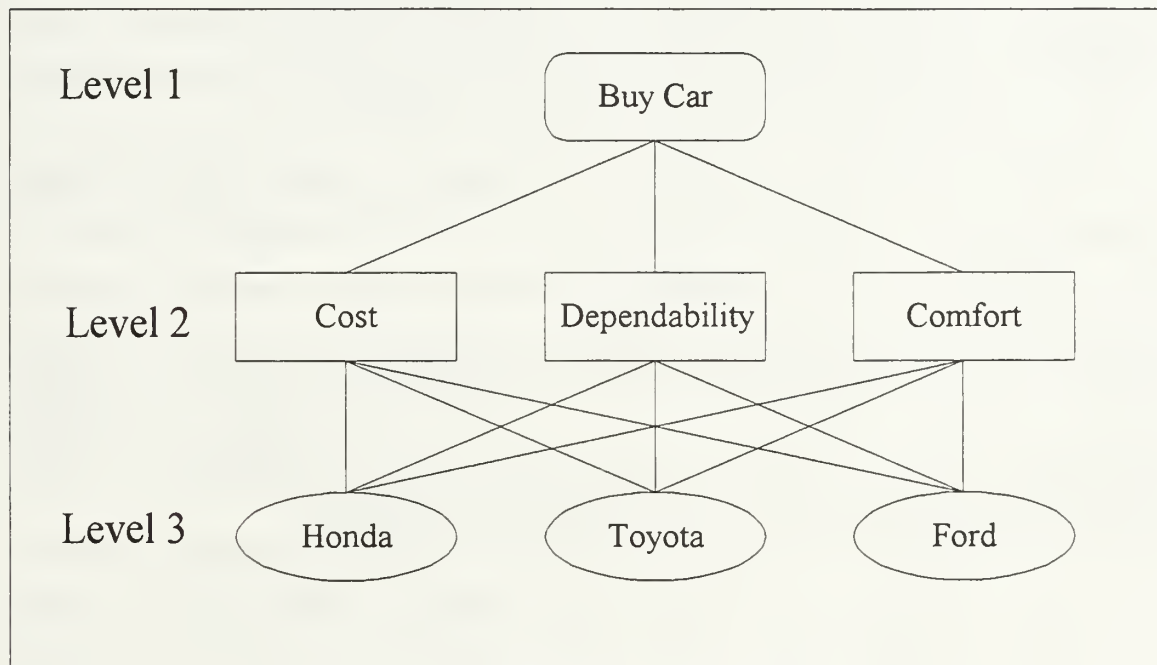 Level 1
Buy Car
Level 2
Cost
Dependability
Comfort
Level 3
Honda
Toyota
Ford